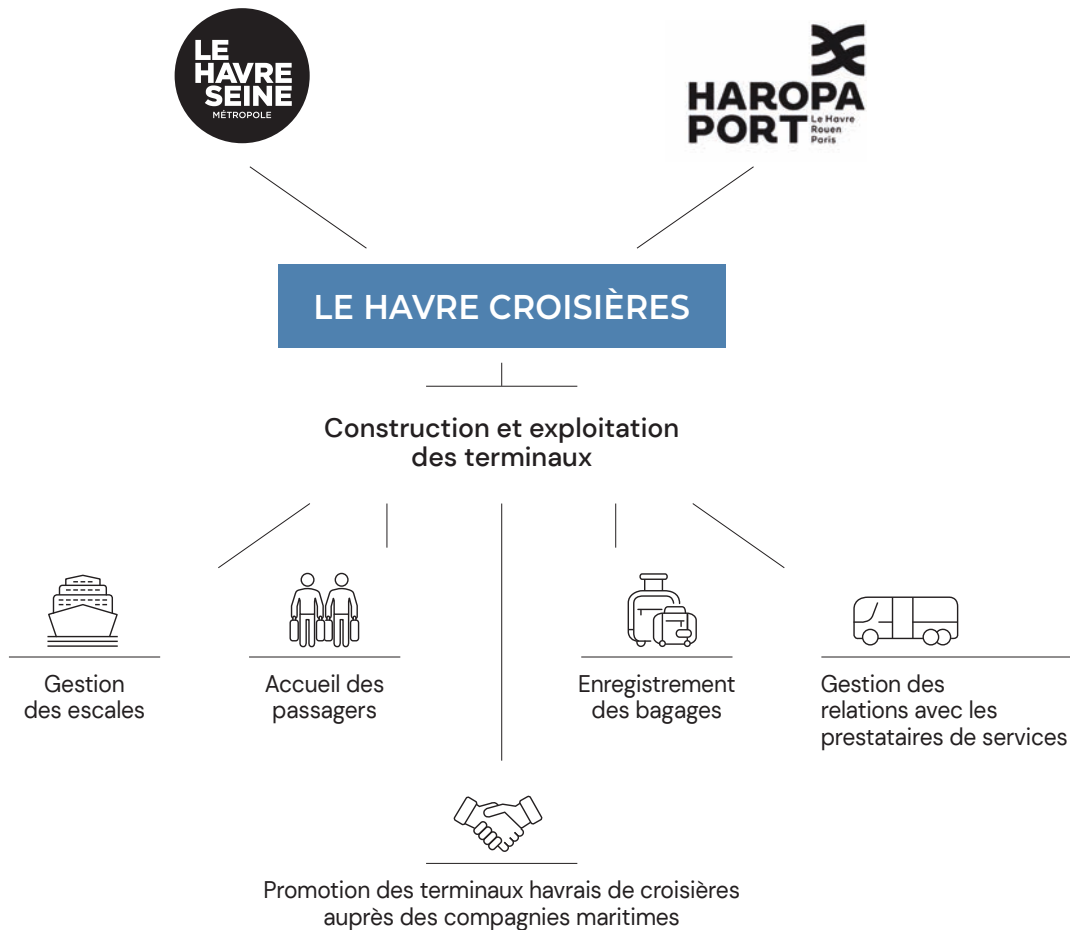 LE
HAVRE
SEINE
MÉTROPOLE
HAROPA
PORT
Le Havre
Rouen
Paris
LE HAVRE CROISIÈRES
Construction et exploitation
des terminaux
Gestion
des escales
Accueil des
passagers
Enregistrement
des bagages
Gestion des
relations avec les
prestataires de services
Promotion des terminaux havrais de croisières
auprès des compagnies maritimes